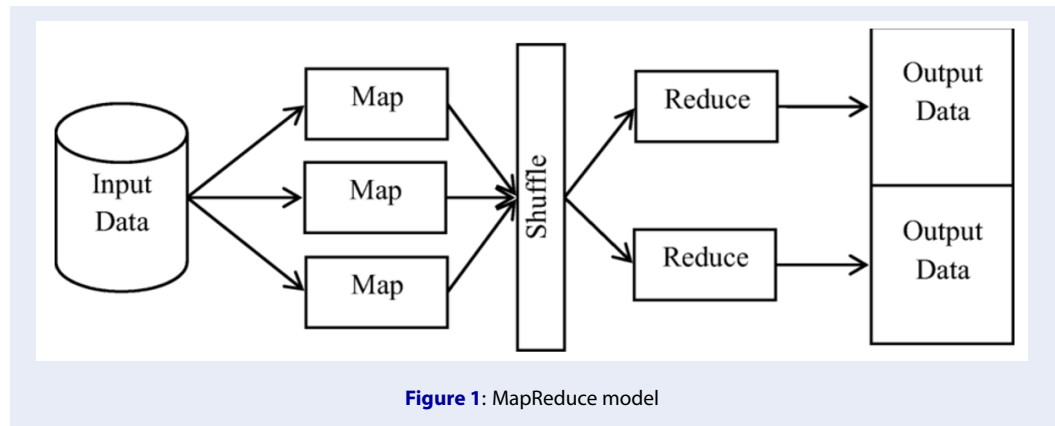 Input
Data
Map
Map
Map
Shuffle
Reduce
Reduce
Output
Data
Output
Data
Figure 1: MapReduce model